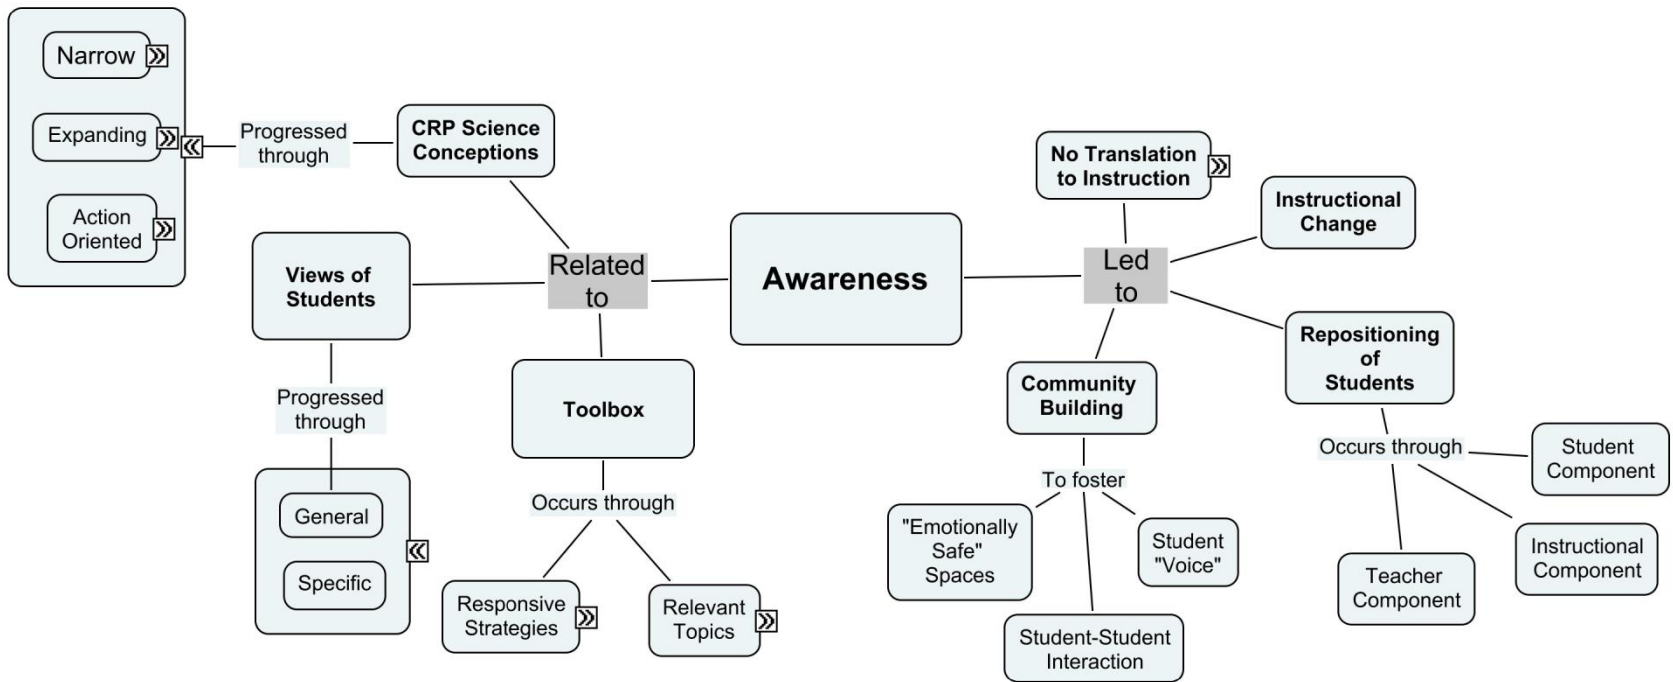 Narrow
Expanding
Action
Oriented
Progressed
through
CRP Science
Conceptions
Views of
Students
Related
to
Awareness
Led
to
No Translation
to Instruction
Instructional
Change
Repositioning
of
Students
Community
Building
Toolbox
Progressed
through
General
Specific
Occurs through
Responsive
Strategies
Relevant
Topics
To foster
"Emotionally
Safe"
Spaces
Student
"Voice"
Student-Student
Interaction
Occurs through
Student
Component
Instructional
Component
Teacher
Component